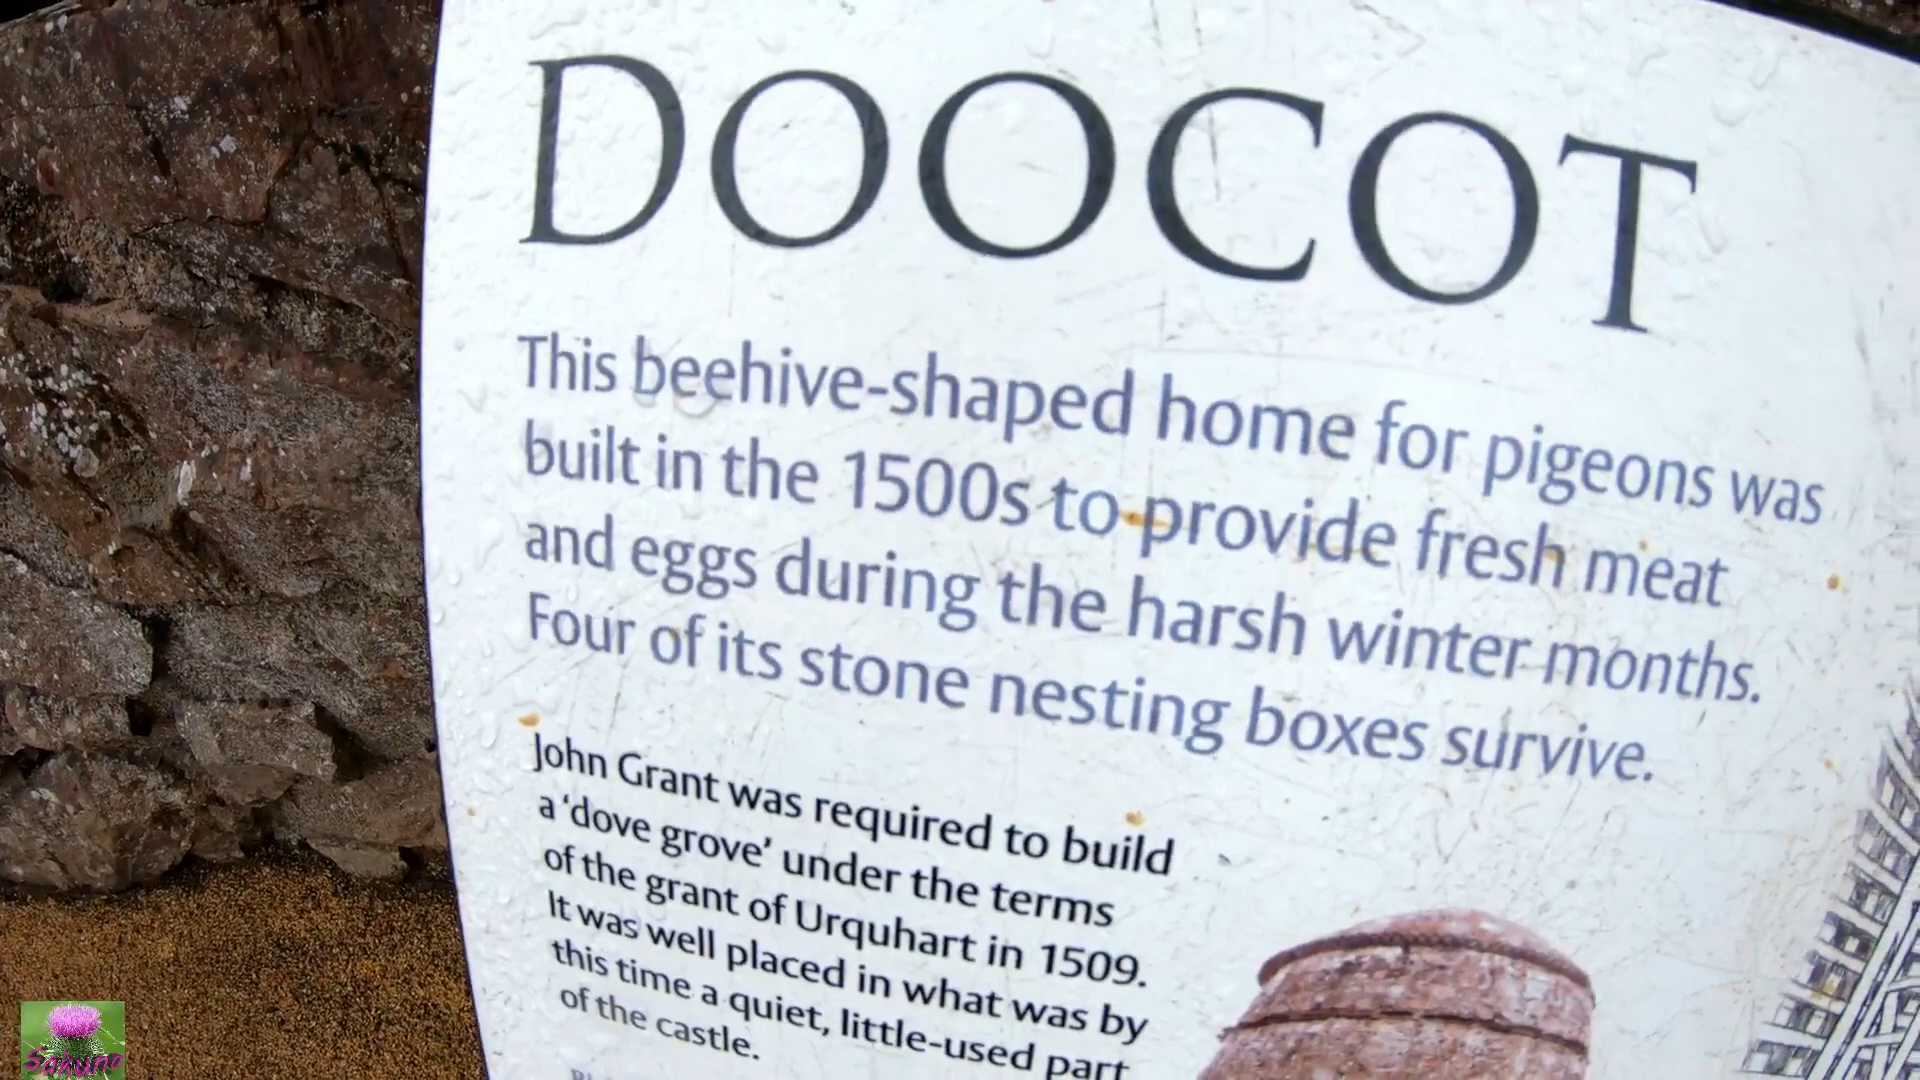 DOOCOT
This beehive-shaped home for pigeons was
built in the 1500s to provide fresh meat
and eggs during the harsh winter months.
Four of its stone nesting boxes survive.
John Grant was required to build
a ‘dove grove’ under the terms
of the grant of Urquhart in 1509.
It was well placed in what was by
this time a quiet, little-used part
of the castle.
Sakura